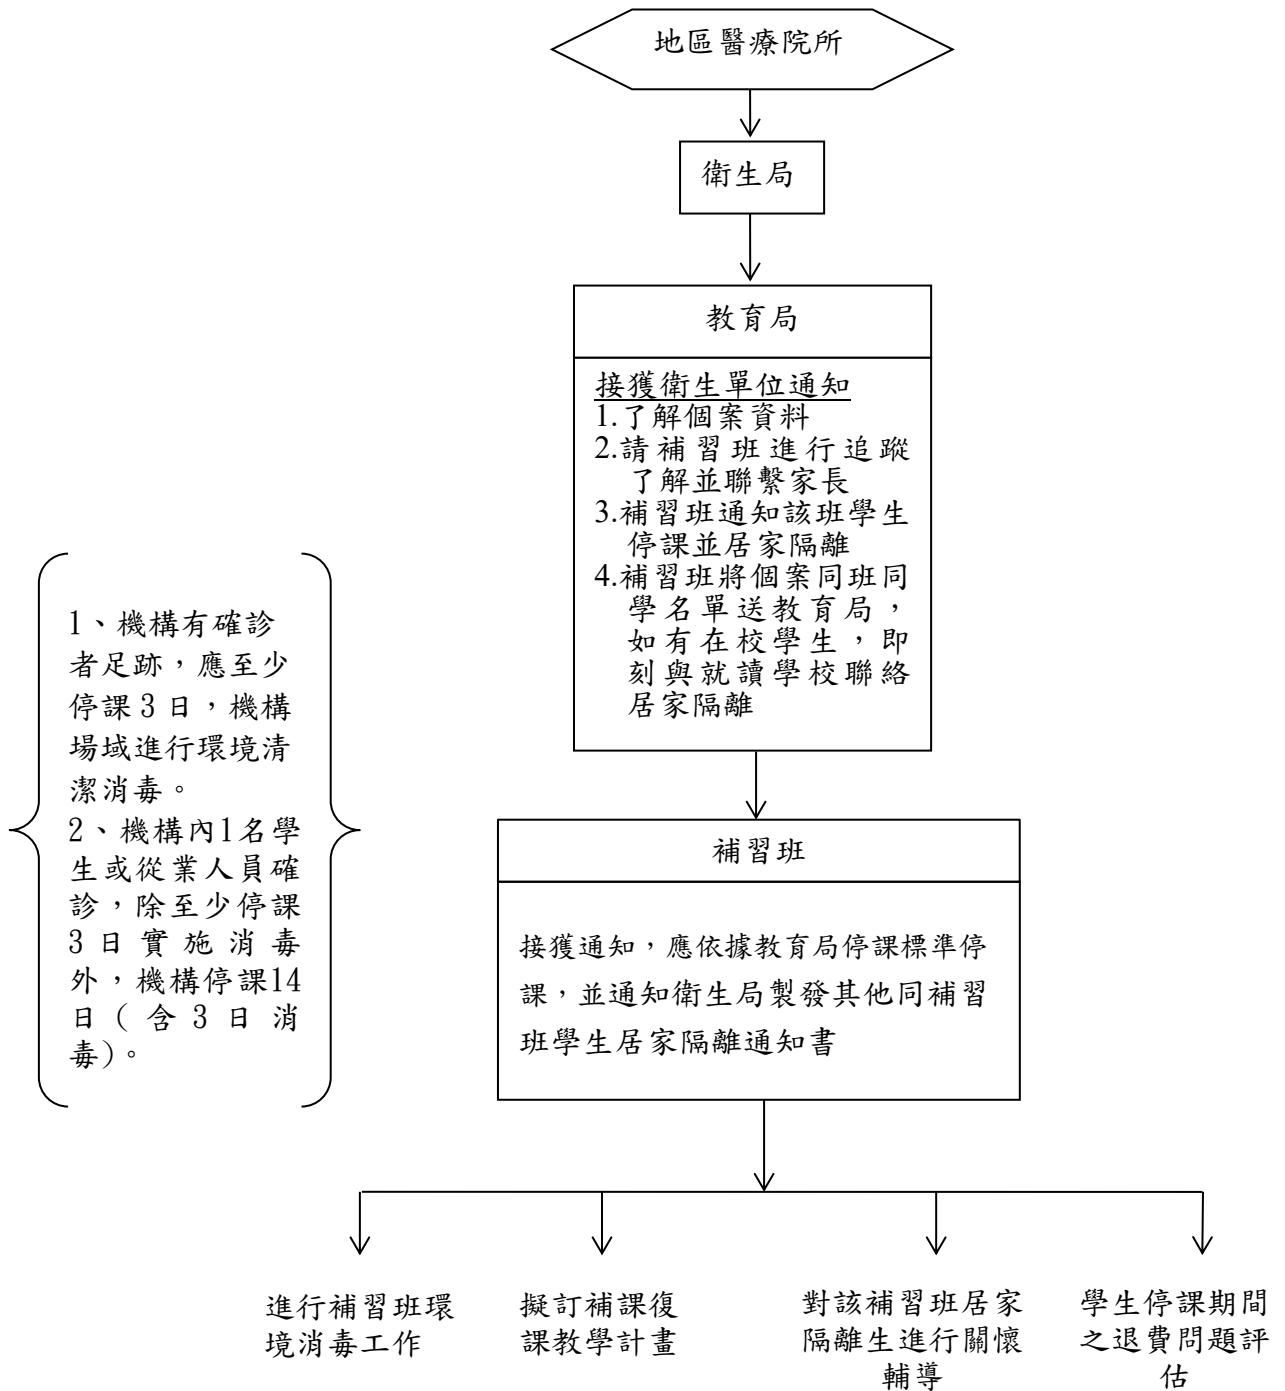 地區醫療院所
衛生局
教育局
接獲衛生單位通知
1.了解個案資料
2.請補習班進行追蹤
了解並聯繫家長
3.補習班通知該班學生
停課並居家隔離
4.補習班將個案同班同
學名單送教育局，
如有在校學生，即
刻與就讀學校聯絡
居家隔離
1、機構有確診
者足跡，應至少
停課3日，機構
場域進行環境清
潔消毒。
2、機構內1名學
生或從業人員確
診，除至少停課
3日實施消毒
外，機構停課14
日(含3日消
毒)。
補習班
接獲通知，應依據教育局停課標準停
課，並通知衛生局製發其他同補習
班學生居家隔離通知書
進行補習班環
境消毒工作
擬訂補課復
課教學計畫
對該補習班居家
隔離生進行關懷
輔導
學生停課期間
之退費問題評
估